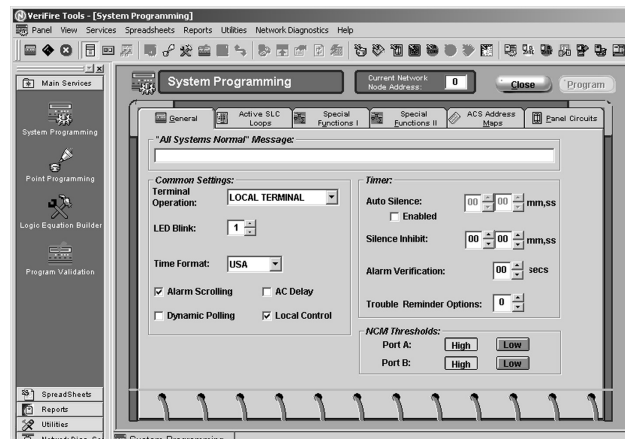 VeriFire Tools - [System Programming]
Panel View Services Spreadsheets Reports Utilities Network Diagnostics Help
Main Services
System Programming
Point Programming
Logic Equation Builder
Program Validation
SpreadSheets
Reports
Utilities
System Programming
Current Network
Node Address: 0
Close
Program
General
Active SLC
Loops
Special
Functions I
Special
Functions II
ACS Address
Maps
Panel Circuits
"All Systems Normal" Message:
Common Settings:
Terminal
Operation: LOCAL TERMINAL
LED Blink: 1
Time Format: USA
Alarm Scrolling AC Delay
Dynamic Polling Local Control
Timer:
Auto Silence: 00 00 mm,ss
Enabled
Silence Inhibit: 00 00 mm,ss
Alarm Verification: 00 secs
Trouble Reminder Options: 0
NCM Thresholds:
Port A: High Low
Port B: High Low